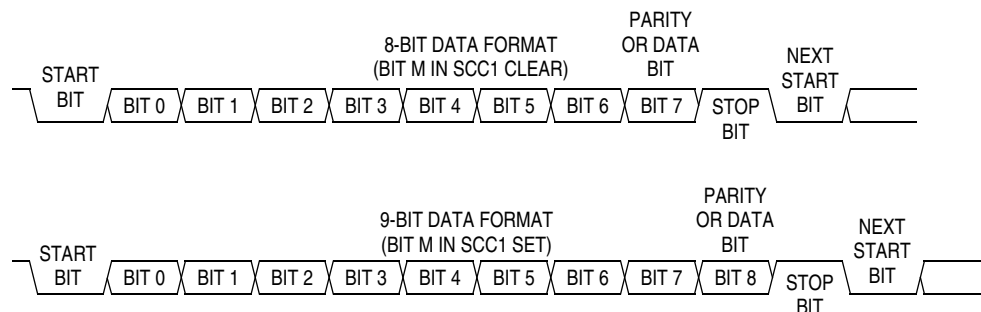 8-BIT DATA FORMAT
(BIT M IN SCC1 CLEAR)
PARITY
OR DATA
BIT
START
BIT
BIT 0 BIT 1 BIT 2 BIT 3 BIT 4 BIT 5 BIT 6 BIT 7
STOP
BIT
NEXT
START
BIT
9-BIT DATA FORMAT
(BIT M IN SCC1 SET)
PARITY
OR DATA
BIT
START
BIT
BIT 0 BIT 1 BIT 2 BIT 3 BIT 4 BIT 5 BIT 6 BIT 7 BIT 8
STOP
BIT
NEXT
START
BIT